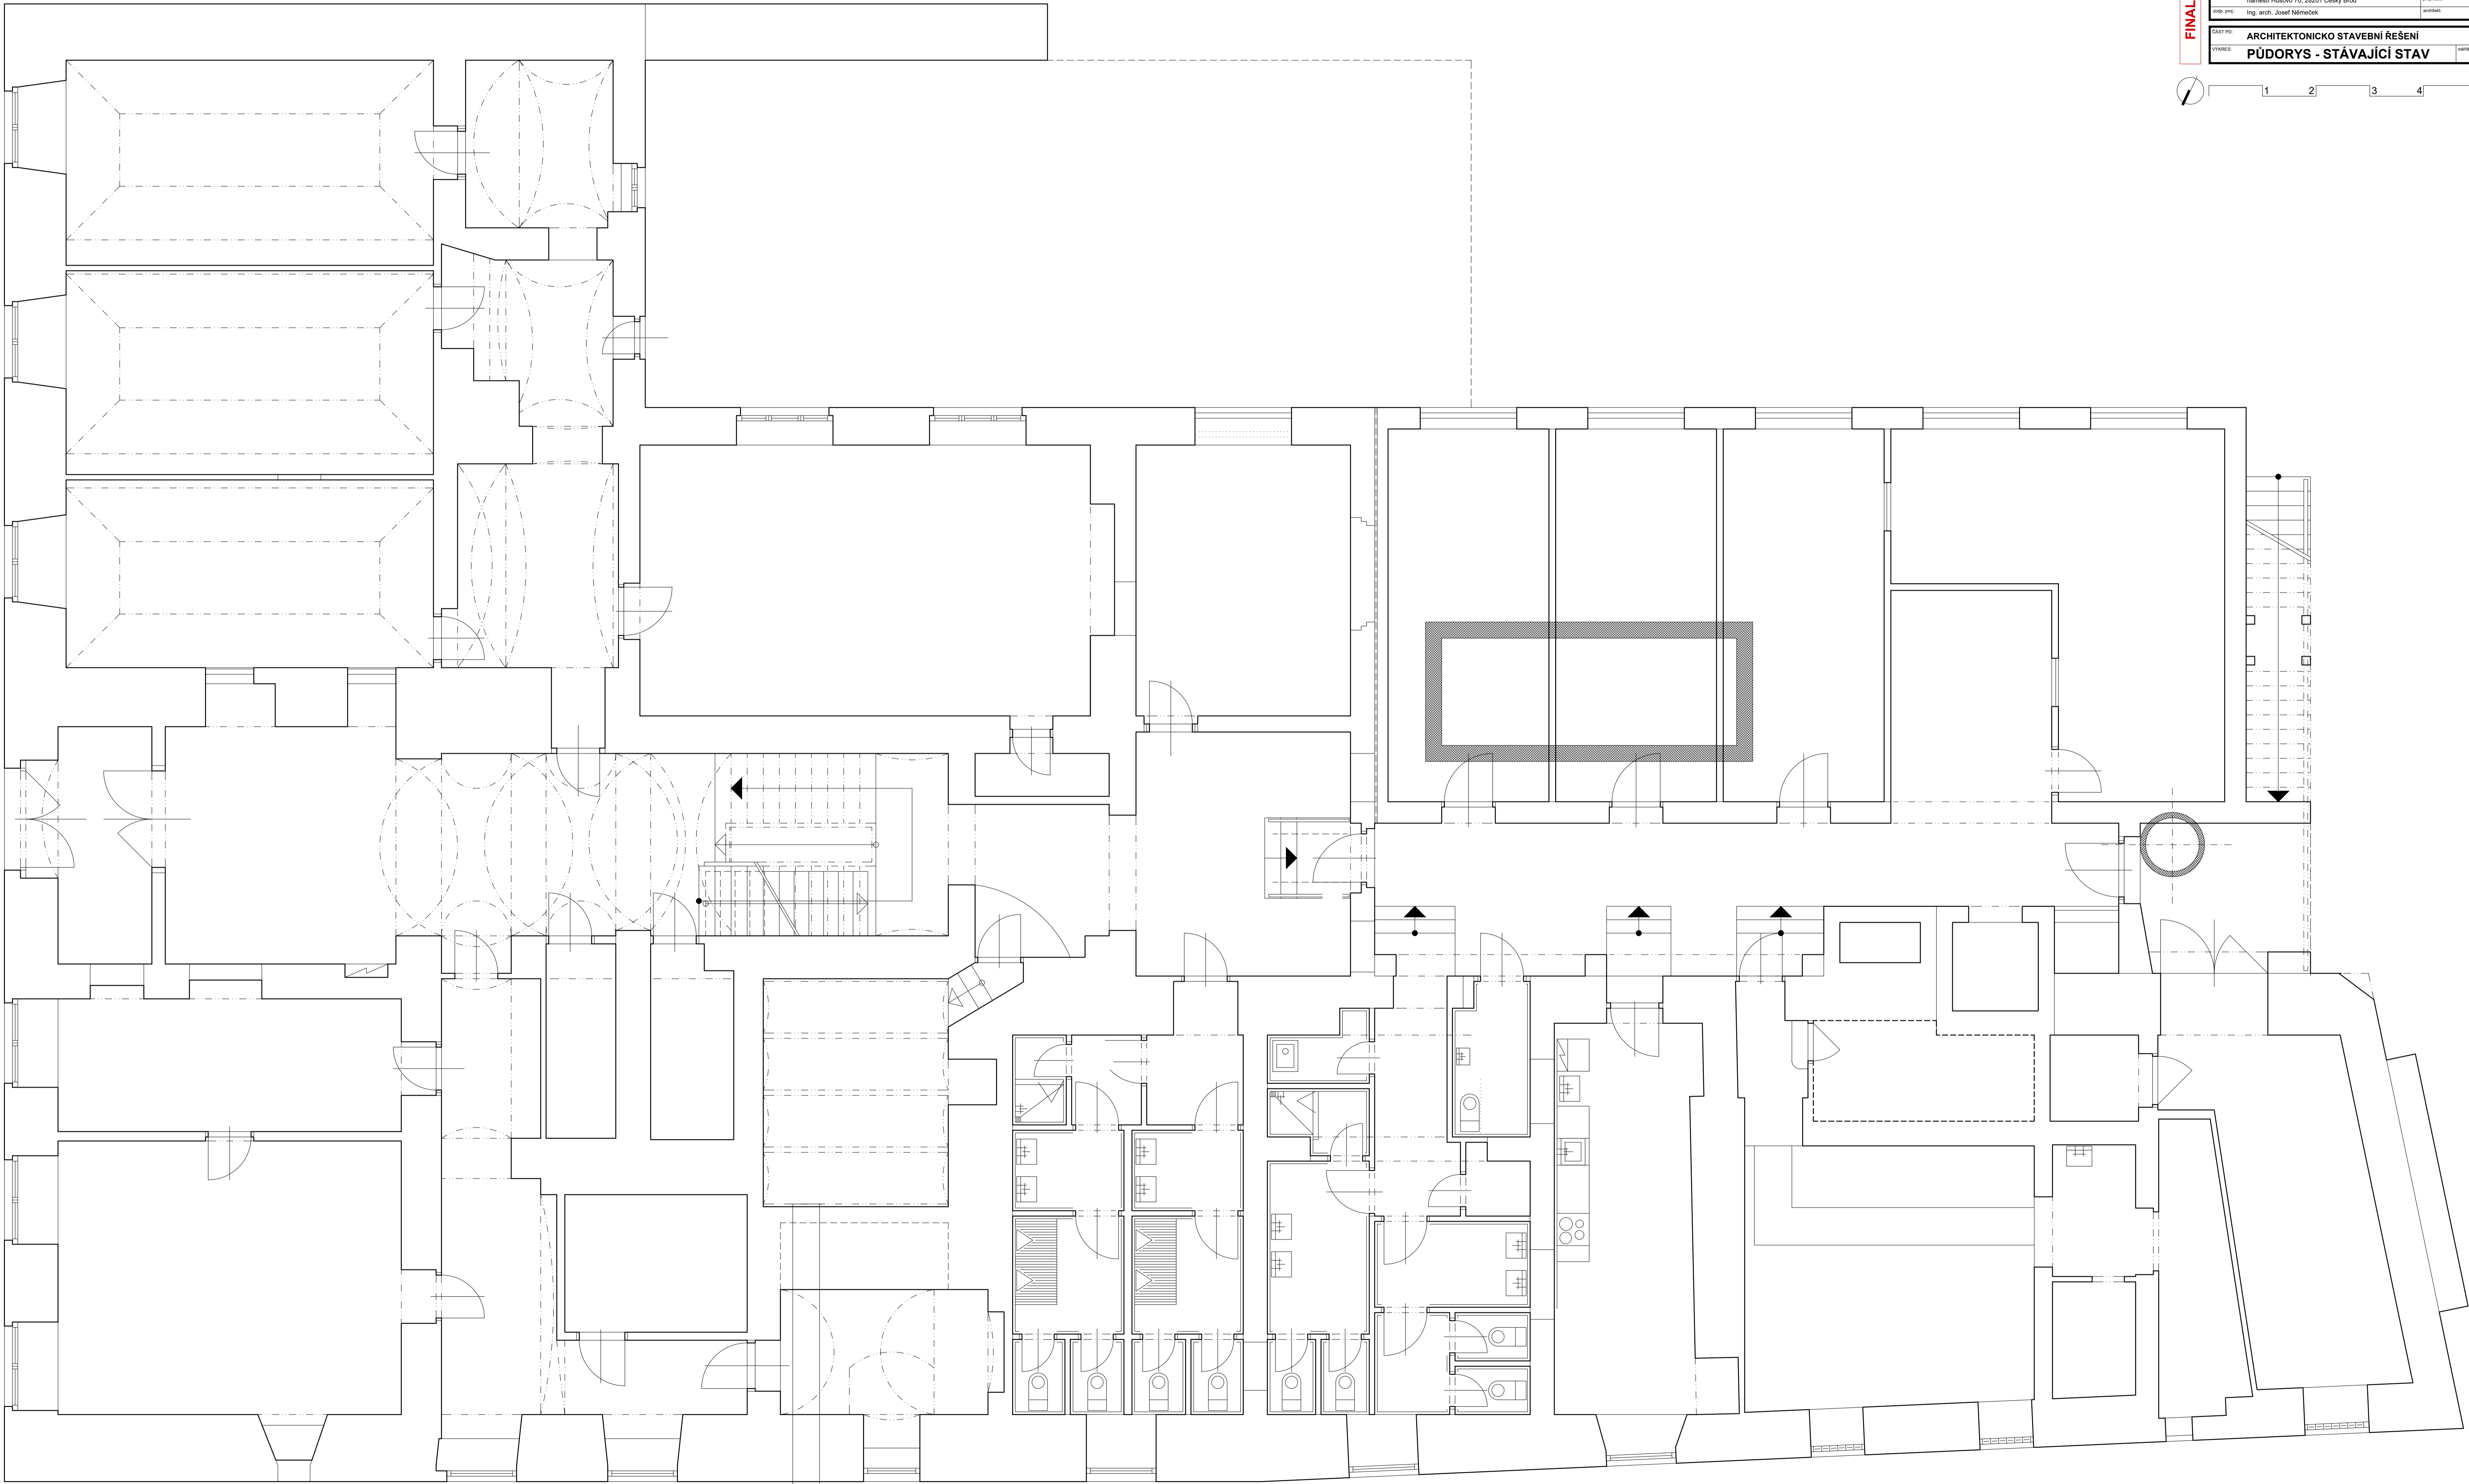 FINAL
náměstí Husovo 70, 28201 Český Brod
zodp. proj.: Ing. arch. Josef Němeček
architekt:
ČÁST PD: ARCHITEKTONICKO STAVEBNÍ ŘEŠENÍ
VÝKRES: PŮDORYS - STÁVAJÍCÍ STAV
1 2 3 4